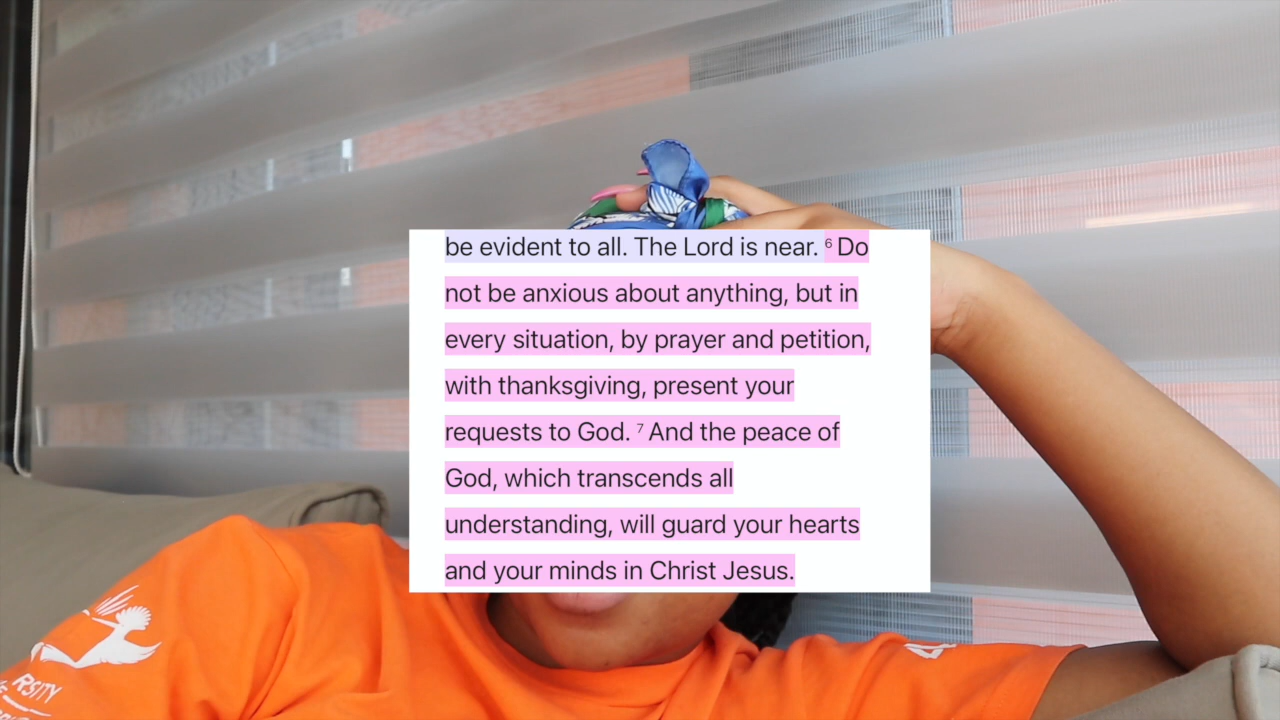 be evident to all. The Lord is near. ⁶ Do
not be anxious about anything, but in
every situation, by prayer and petition,
with thanksgiving, present your
requests to God. ⁷ And the peace of
God, which transcends all
understanding, will guard your hearts
and your minds in Christ Jesus.
RSITY